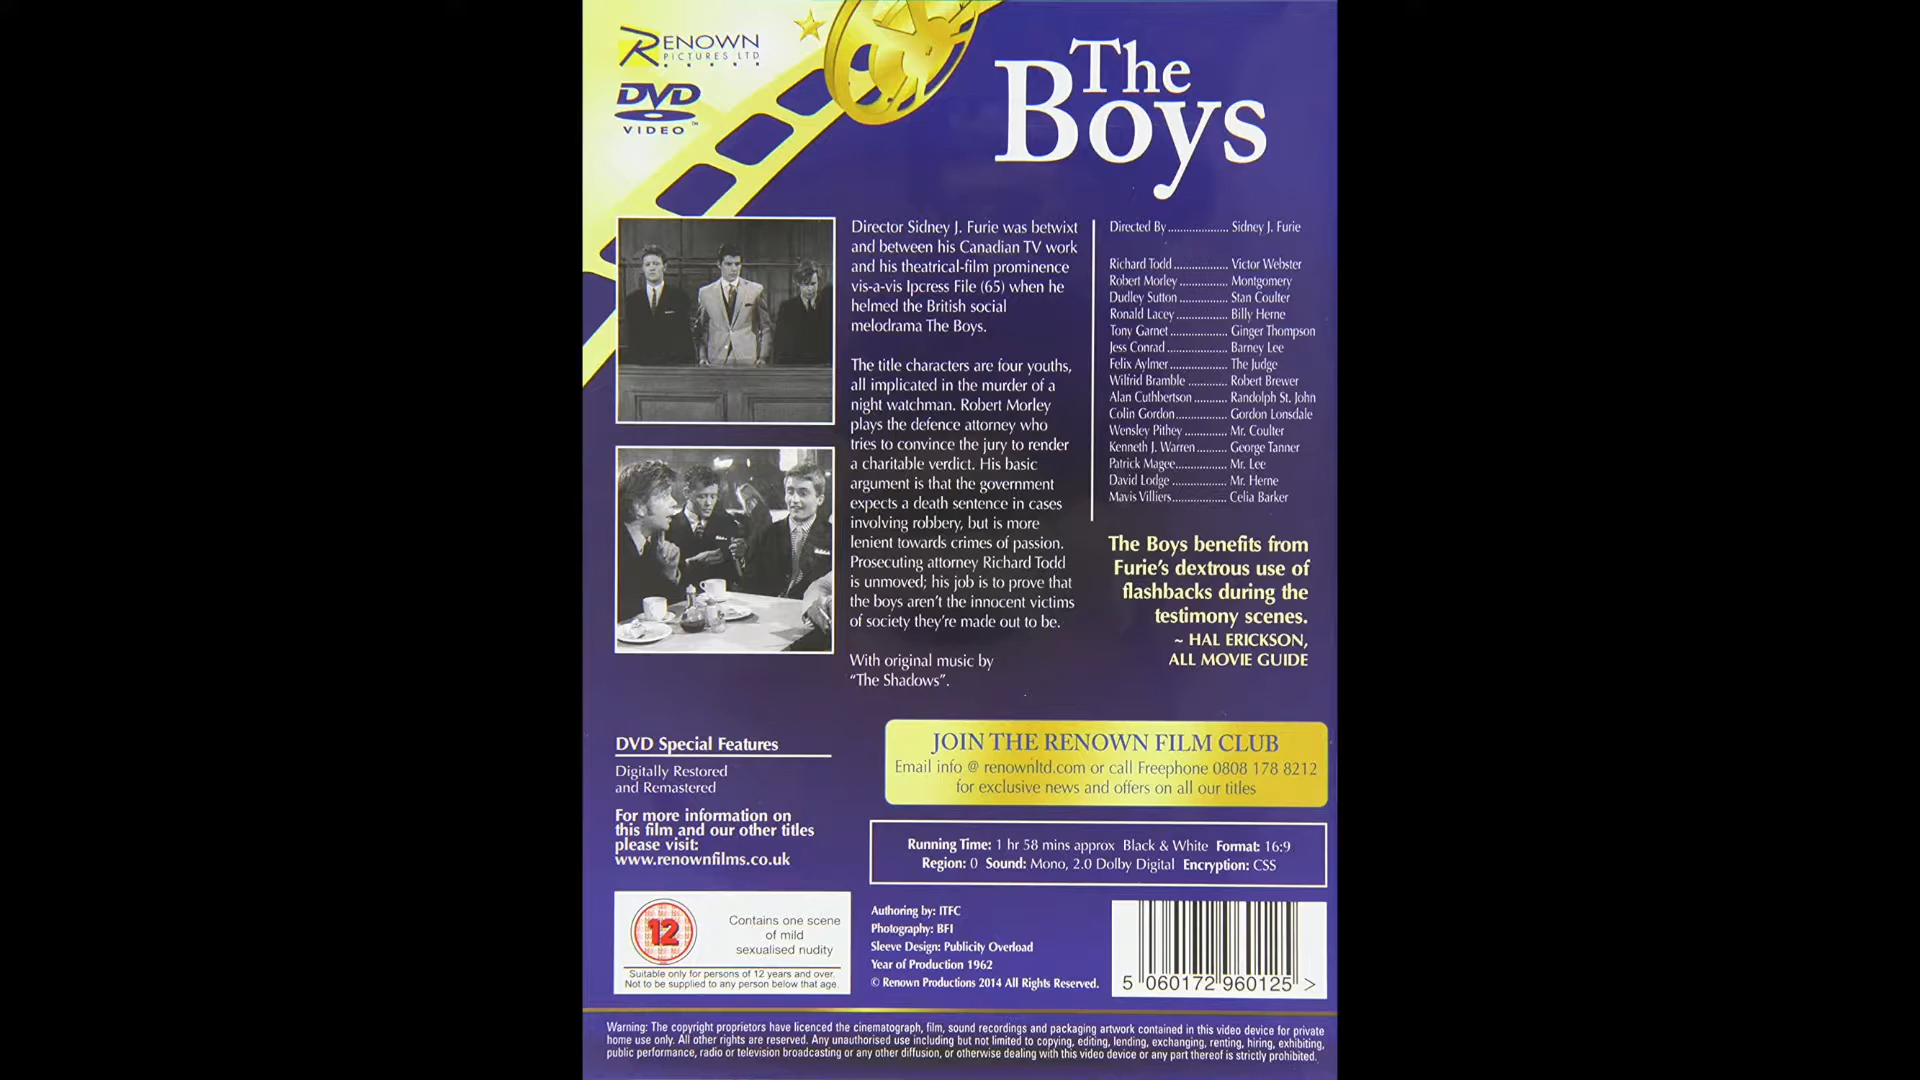 RENOWN
PICTURES LTD
DVD
VIDEO
The
Boys
Director Sidney J. Furie was betwixt
and between his Canadian TV work
and his theatrical-film prominence
vis-a-vis Ipcress File (65) when he
helmed the British social
melodrama The Boys.
The title characters are four youths,
all implicated in the murder of a
night watchman. Robert Morley
plays the defence attorney who
tries to convince the jury to render
a charitable verdict. His basic
argument is that the government
expects a death sentence in cases
involving robbery, but is more
lenient towards crimes of passion.
Prosecuting attorney Richard Todd
is unmoved; his job is to prove that
the boys aren't the innocent victims
of society they're made out to be.
With original music by
"The Shadows".
Directed By .................... Sidney J. Furie
Richard Todd .................. Victor Webster
Robert Morley ................ Montgomery
Dudley Sutton ................ Stan Coulter
Ronald Lacey ................. Billy Herne
Tony Garnet ................... Ginger Thompson
Jess Conrad .................... Barney Lee
Felix Aylmer ................... The Judge
Wilfrid Bramble ............. Robert Brewer
Alan Cuthbertson ........... Randolph St. John
Colin Gordon ................. Gordon Lonsdale
Wensley Pithey ............. Mr. Coulter
Kenneth J. Warren .......... George Tanner
Patrick Magee ................. Mr. Lee
David Lodge .................. Mr. Herne
Mavis Villiers .................. Celia Barker
The Boys benefits from
Furie's dextrous use of
flashbacks during the
testimony scenes.
~ HAL ERICKSON,
ALL MOVIE GUIDE
DVD Special Features
Digitally Restored
and Remastered
For more information on
this film and our other titles
please visit:
www.renownfilms.co.uk
JOIN THE RENOWN FILM CLUB
Email info @ renownltd.com or call Freephone 0808 178 8212
for exclusive news and offers on all our titles
Running Time: 1 hr 58 mins approx Black & White Format: 16:9
Region: 0 Sound: Mono, 2.0 Dolby Digital Encryption: CSS
12
Contains one scene
of mild
sexualised nudity
Suitable only for persons of 12 years and over.
Not to be supplied to any person below that age.
Authoring by: ITFC
Photography: BFI
Sleeve Design: Publicity Overload
Year of Production 1962
© Renown Productions 2014 All Rights Reserved.
5 060172 960125 >
Warning: The copyright proprietors have licenced the cinematograph, film, sound recordings and packaging artwork contained in this video device for private
home use only. All other rights are reserved. Any unauthorised use including but not limited to copying, editing, lending, exchanging, renting, hiring, exhibiting,
public performance, radio or television broadcasting or any other diffusion, or otherwise dealing with this video device or any part thereof is strictly prohibited.